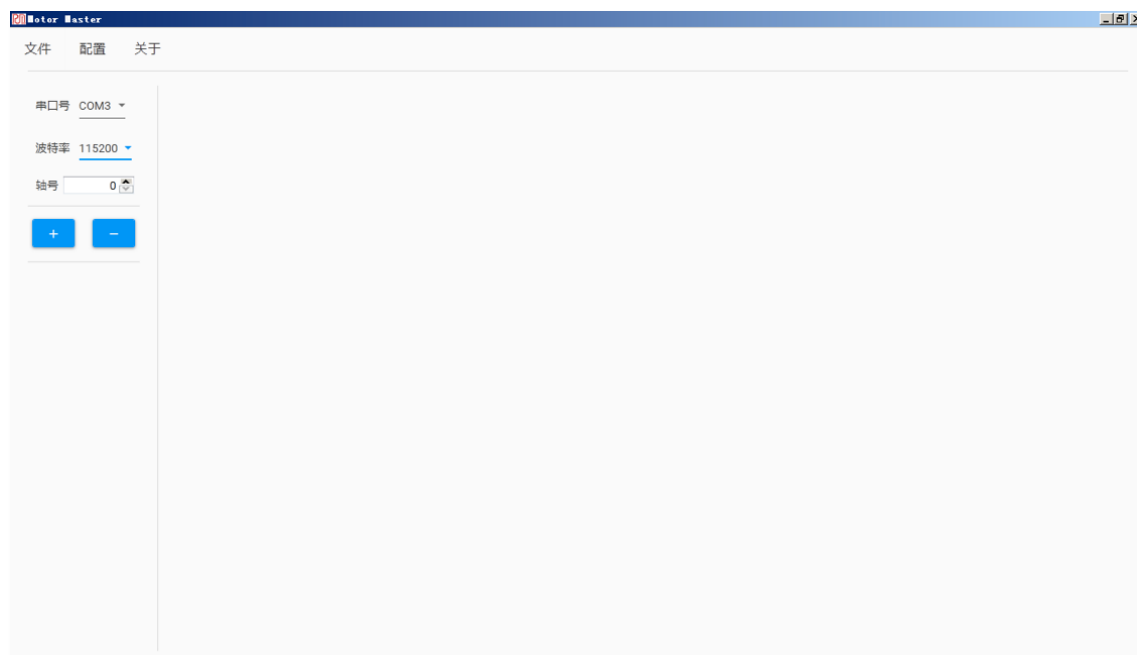 Motor Master
文件 配置 关于
串口号 COM3
波特率 115200
轴号 0
+ −